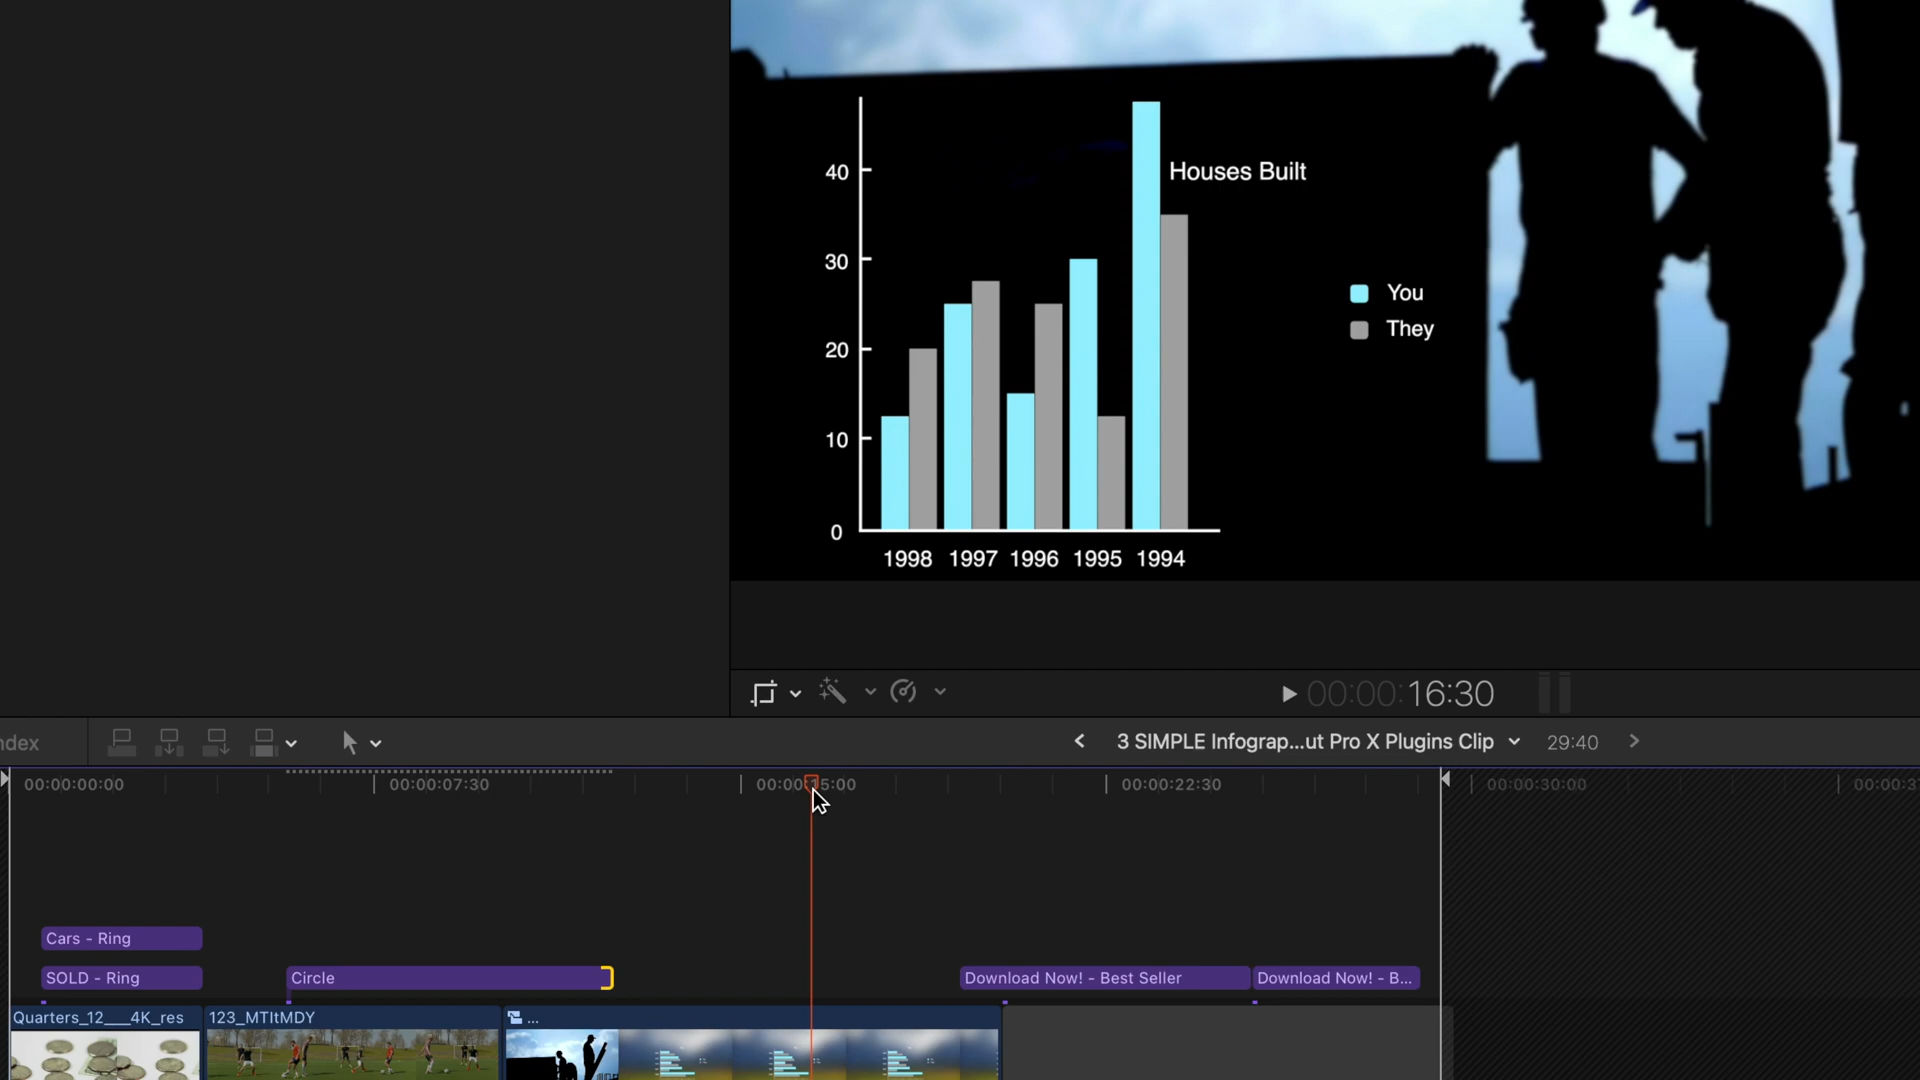 40
Houses Built
30
You
They
20
10
0
1998 1997 1996 1995 1994
00:00:16:30
ndex
3 SIMPLE Infograp...ut Pro X Plugins Clip
29:40
00:00:00:00
00:00:07:30
00:00:15:00
00:00:22:30
00:00:30:00
00:00:3
Cars - Ring
SOLD - Ring
Circle
Download Now! - Best Seller
Download Now! - B...
Quarters_12___4K_res
123_MTItMDY
...